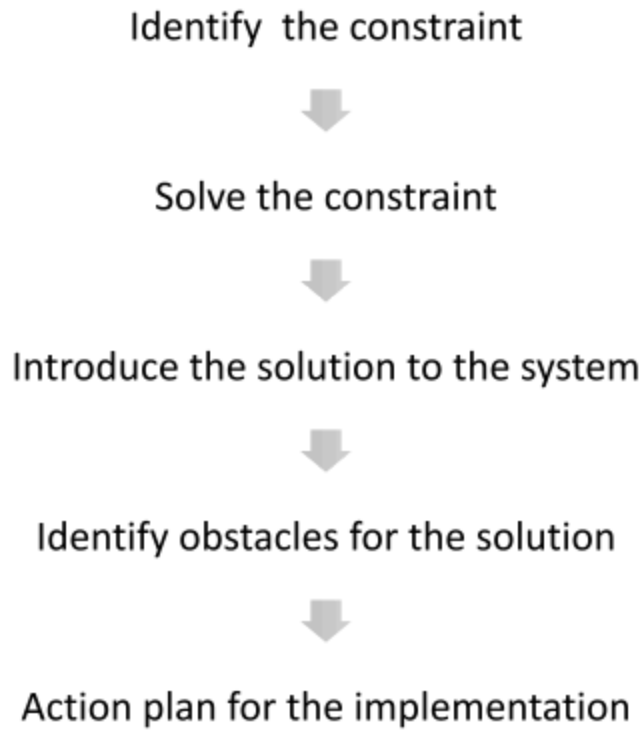 Identify the constraint
Solve the constraint
Introduce the solution to the system
Identify obstacles for the solution
Action plan for the implementation